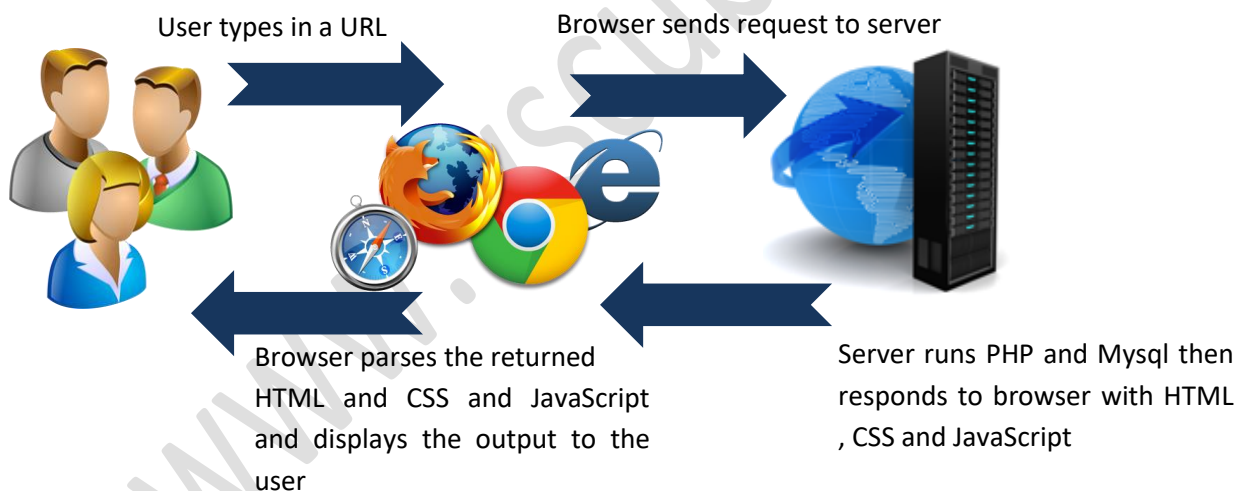 User types in a URL
Browser sends request to server
Browser parses the returned
HTML and CSS and JavaScript
and displays the output to the
user
Server runs PHP and Mysql then
responds to browser with HTML
, CSS and JavaScript